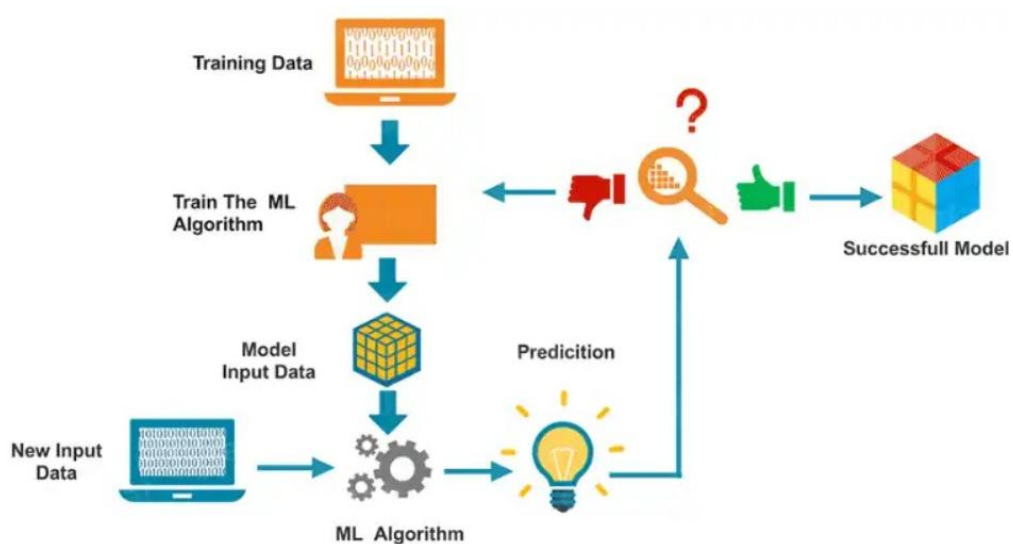 Training Data
?
Train The ML
Algorithm
Successfull Model
Model
Input Data
Predicition
New Input
Data
ML Algorithm